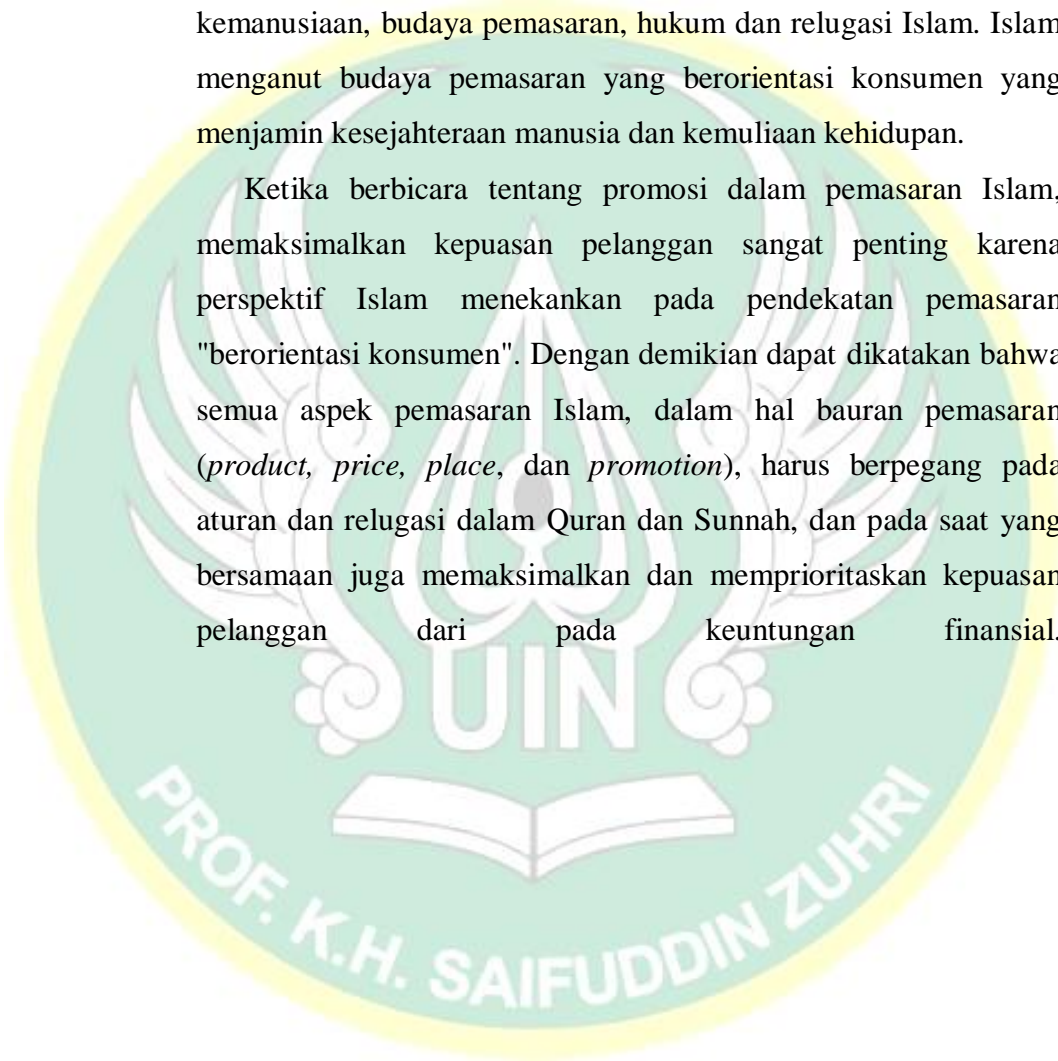 kemanusiaan, budaya pemasaran, hukum dan relugasi Islam. Islam
menganut budaya pemasaran yang berorientasi konsumen yang
menjamin kesejahteraan manusia dan kemuliaan kehidupan.
Ketika berbicara tentang promosi dalam pemasaran Islam,
memaksimalkan kepuasan pelanggan sangat penting karena
perspektif Islam menekankan pada pendekatan pemasaran
"berorientasi konsumen". Dengan demikian dapat dikatakan bahwa
semua aspek pemasaran Islam, dalam hal bauran pemasaran
(product, price, place, dan promotion), harus berpegang pada
aturan dan relugasi dalam Quran dan Sunnah, dan pada saat yang
bersamaan juga memaksimalkan dan memprioritaskan kepuasan
pelanggan dari pada keuntungan finansial.
UIN
PROF. K.H. SAIFUDDIN ZUHRI